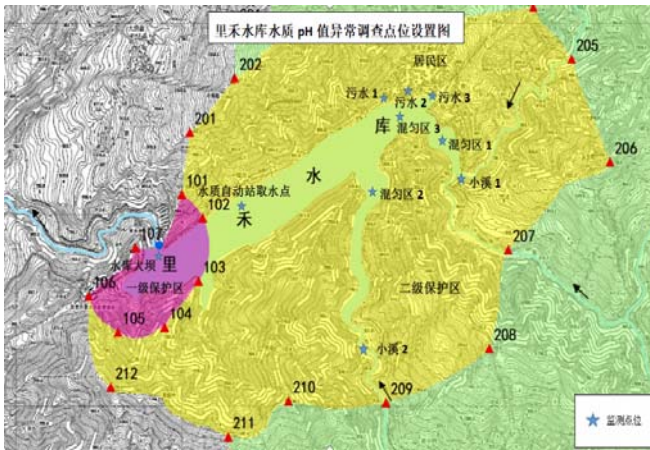 里禾水库水质 pH 值异常调查点位设置图
居民区
205
202
污水 1
污水 2
污水 3
库
混匀区 3
201
混匀区 1
206
水
小溪 1
101
水质自动站取水点
混匀区 2
102
禾
107
207
里
水库大坝
103
106
一级保护区
二级保护区
105
104
208
小溪 2
212
210
209
211
监测点位